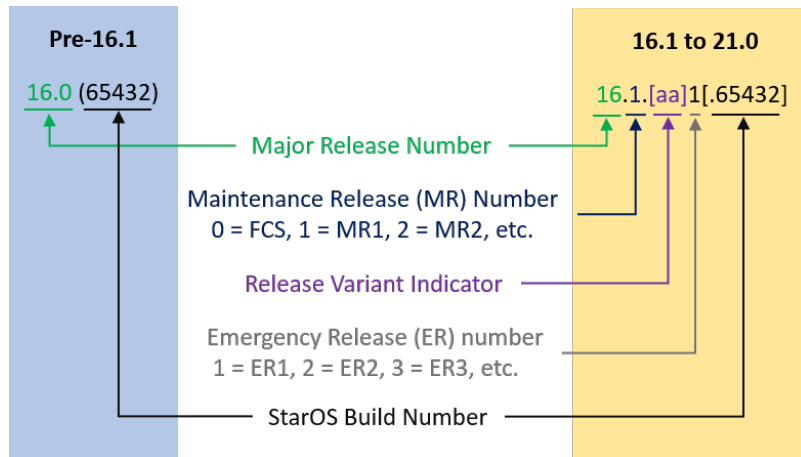 Pre-16.1
16.1 to 21.0
16.0 (65432)
16.1.[aa]1[.65432]
Major Release Number
Maintenance Release (MR) Number
0 = FCS, 1 = MR1, 2 = MR2, etc.
Release Variant Indicator
Emergency Release (ER) number
1 = ER1, 2 = ER2, 3 = ER3, etc.
StarOS Build Number